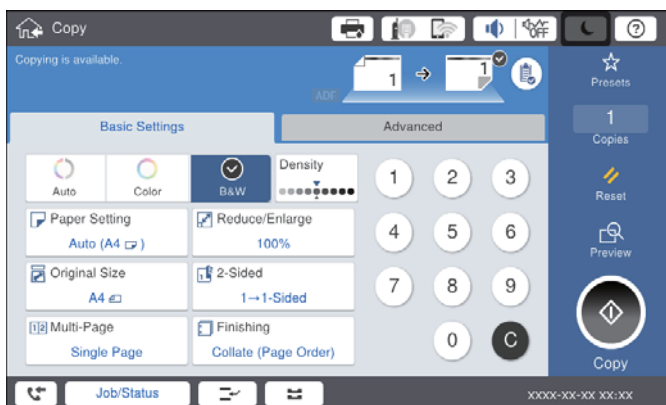 Copy
OFF
?
Copying is available.
ADF
1
1
Presets
Basic Settings
Advanced
1
Copies
Auto
Color
B&W
Density
1
2
3
Reset
Paper Setting
Auto (A4)
Reduce/Enlarge
100%
4
5
6
Preview
Original Size
A4
2-Sided
1→1-Sided
7
8
9
1 2 Multi-Page
Single Page
Finishing
Collate (Page Order)
0
C
Copy
Job/Status
XXXX-XX-XX XX:XX